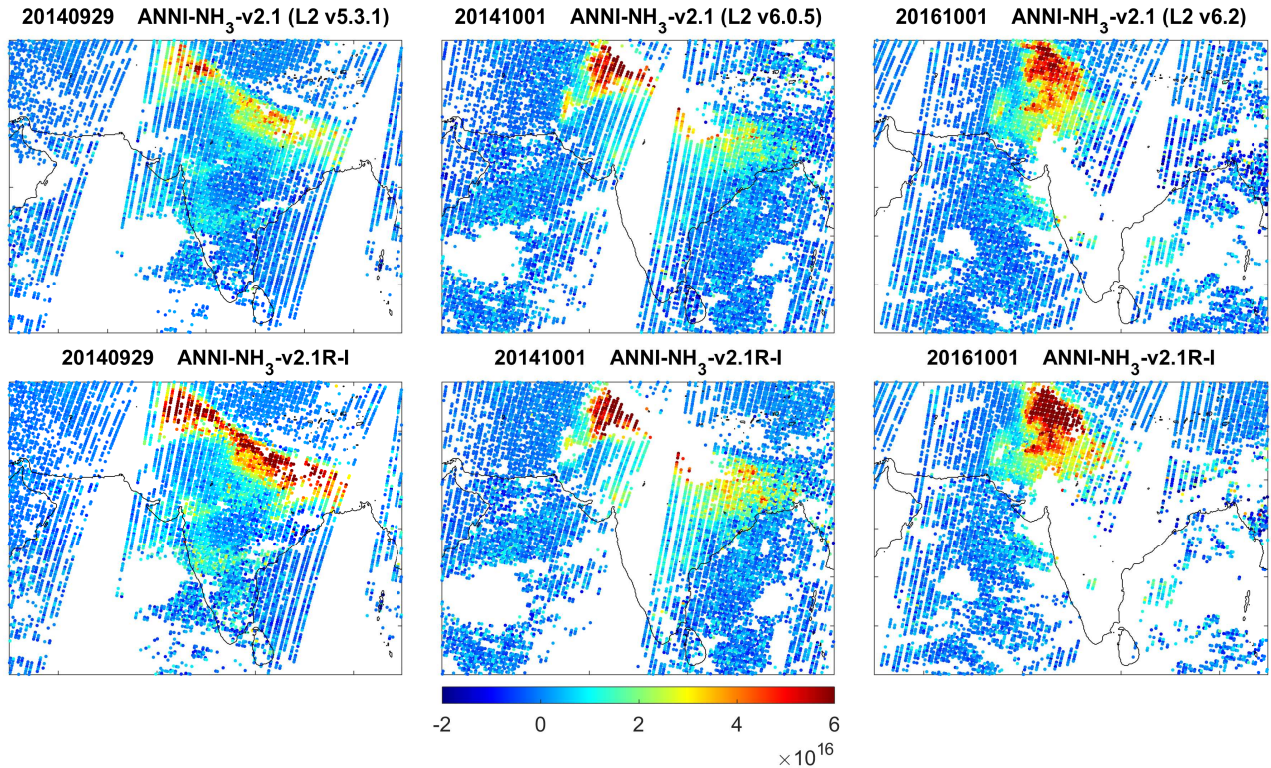 20140929 ANNI-NH3-v2.1 (L2 v5.3.1)
20141001 ANNI-NH3-v2.1 (L2 v6.0.5)
20161001 ANNI-NH3-v2.1 (L2 v6.2)
20140929 ANNI-NH3-v2.1R-I
20141001 ANNI-NH3-v2.1R-I
20161001 ANNI-NH3-v2.1R-I
-2 0 2 4 6
×10^16